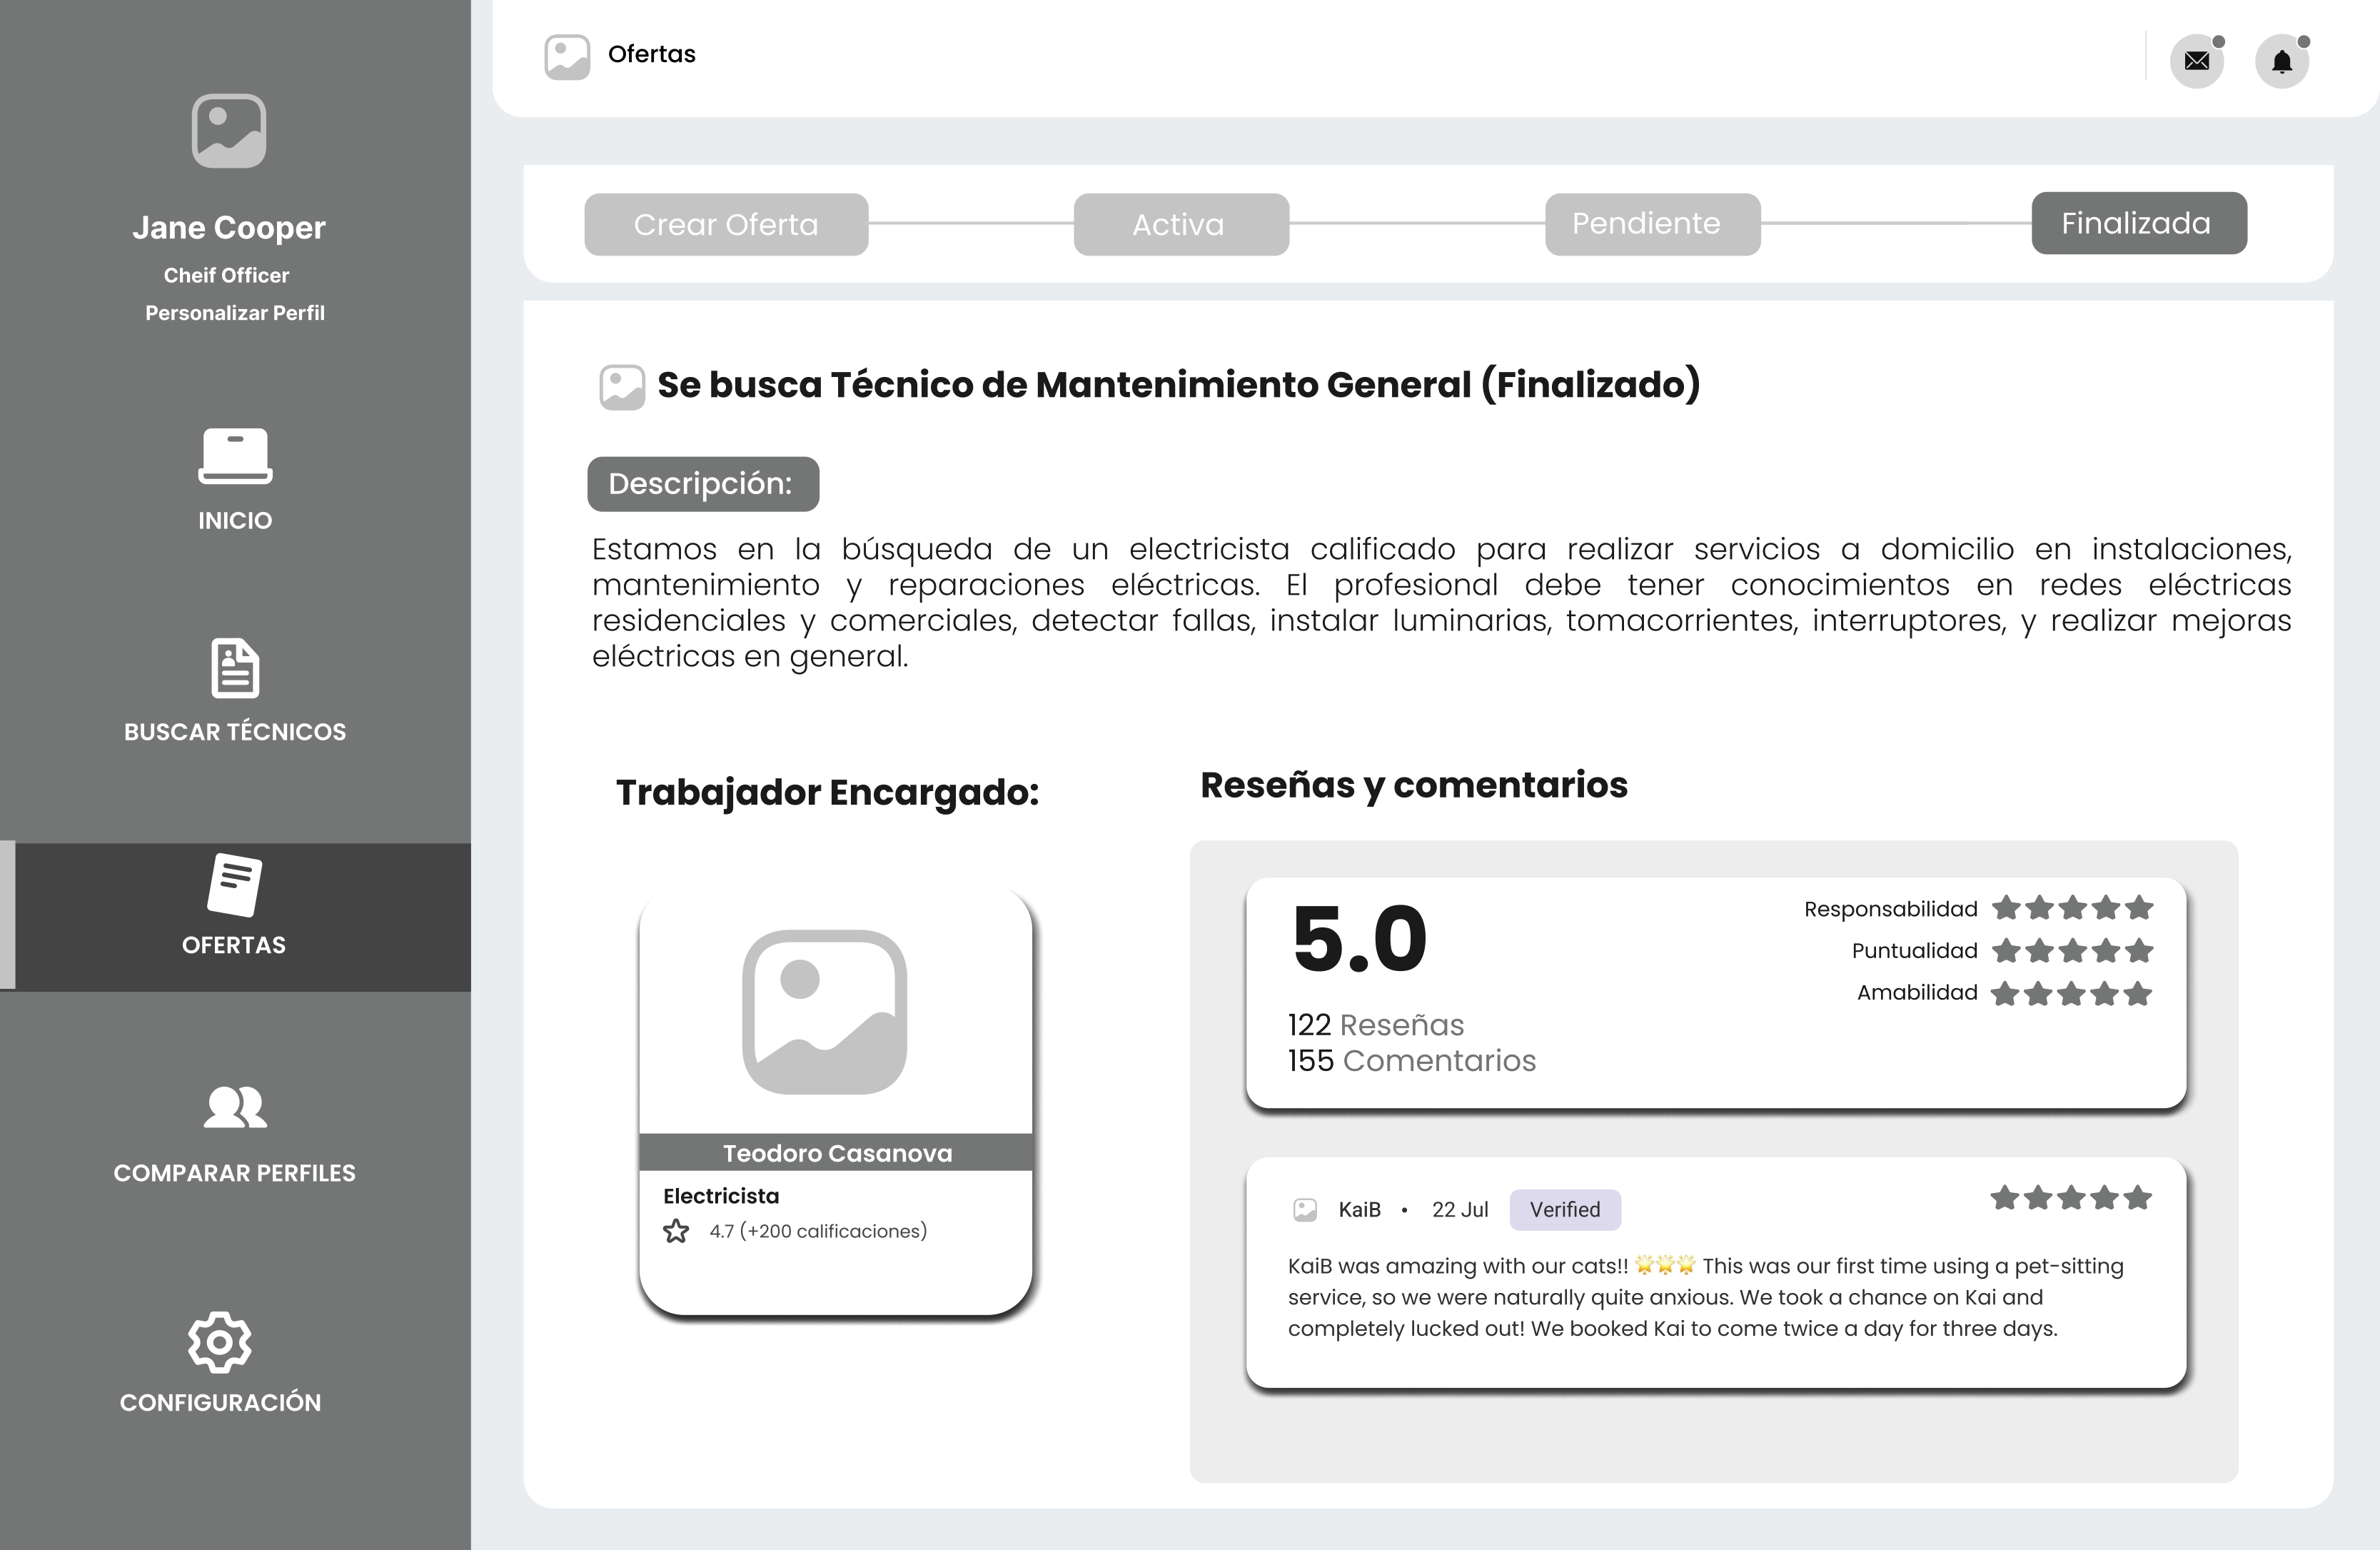 Jane Cooper
Cheif Officer
Personalizar Perfil
INICIO
BUSCAR TÉCNICOS
OFERTAS
COMPARAR PERFILES
CONFIGURACIÓN
Ofertas
Crear Oferta
Activa
Pendiente
Finalizada
Se busca Técnico de Mantenimiento General (Finalizado)
Descripción:
Estamos en la búsqueda de un electricista calificado para realizar servicios a domicilio en instalaciones,
mantenimiento y reparaciones eléctricas. El profesional debe tener conocimientos en redes eléctricas
residenciales y comerciales, detectar fallas, instalar luminarias, tomacorrientes, interruptores, y realizar mejoras
eléctricas en general.
Trabajador Encargado:
Teodoro Casanova
Electricista
4.7 (+200 calificaciones)
Reseñas y comentarios
5.0
122 Reseñas
155 Comentarios
Responsabilidad
Puntualidad
Amabilidad
KaiB • 22 Jul Verified
KaiB was amazing with our cats!! 🌟🌟🌟 This was our first time using a pet-sitting
service, so we were naturally quite anxious. We took a chance on Kai and
completely lucked out! We booked Kai to come twice a day for three days.